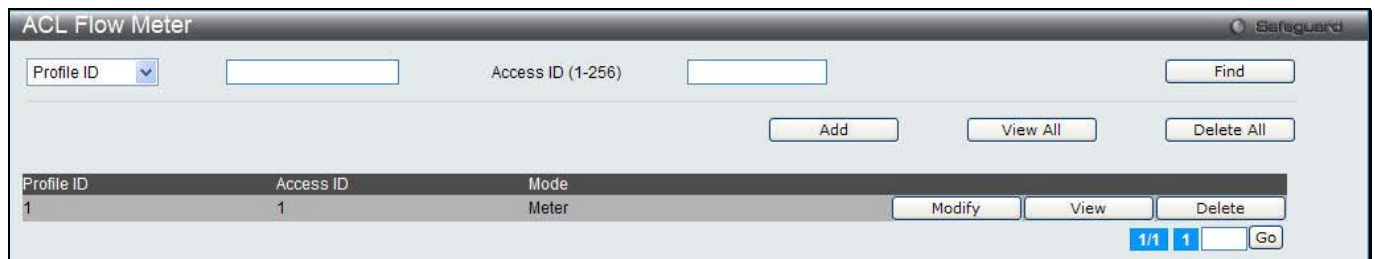 ACL Flow Meter Safeguard
Profile ID Access ID (1-256) Find
Add View All Delete All
Profile ID Access ID Mode
1 1 Meter Modify View Delete
1/1 1 Go